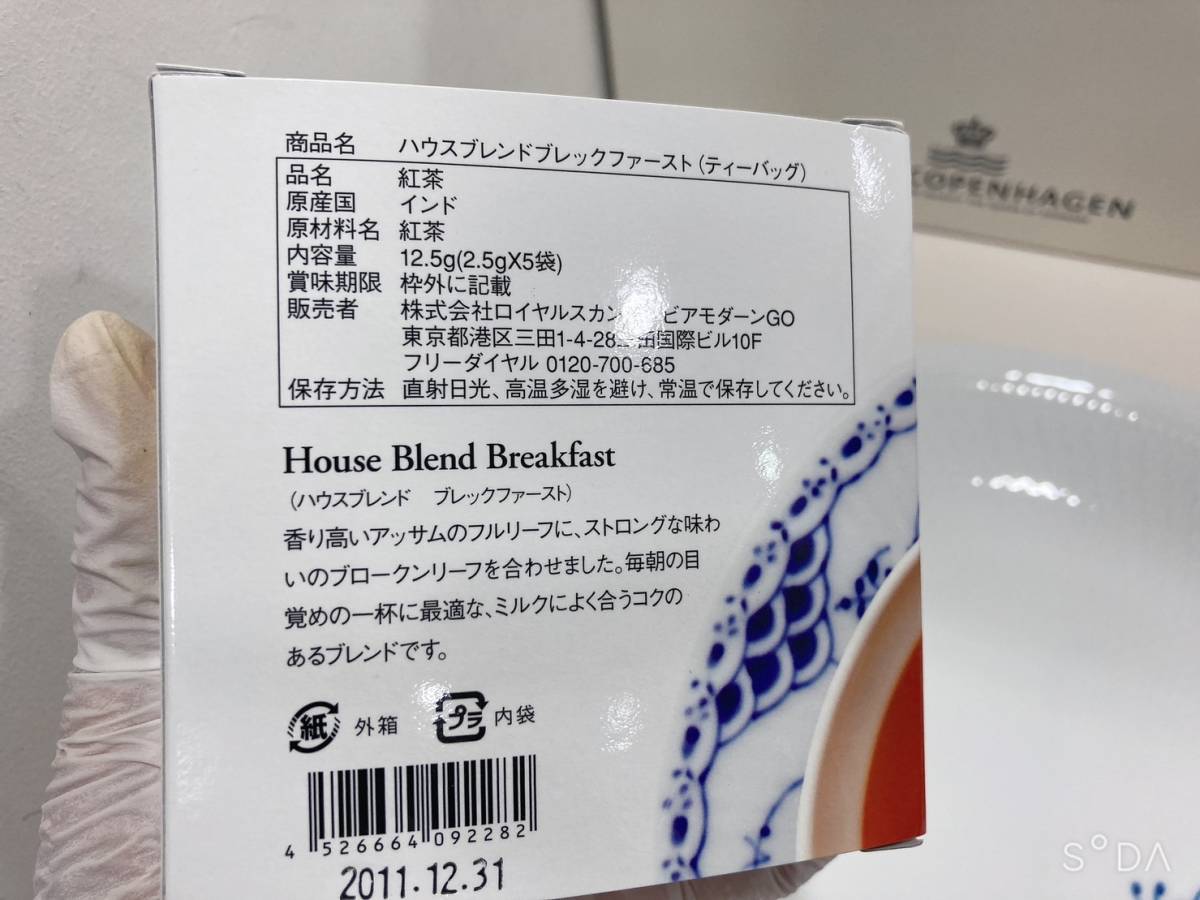 商品名 ハウスブレンドブレックファースト(ティーバッグ)
品名 紅茶
原産国 インド
原材料名 紅茶
内容量 12.5g(2.5gX5袋)
賞味期限 枠外に記載
販売者 株式会社ロイヤルスカン ビアモダーンGO
東京都港区三田1-4-28 田国際ビル10F
フリーダイヤル 0120-700-685
保存方法 直射日光、高温多湿を避け、常温で保存してください。
House Blend Breakfast
(ハウスブレンド ブレックファースト)
香り高いアッサムのフルリーフに、ストロングな味わ
いのブロークンリーフを合わせました。毎朝の目
覚めの一杯に最適な、ミルクによく合うコクの
あるブレンドです。
紙 外箱 プラ 内袋
4 526664 092282
2011.12.31
COPENHAGEN
SODA